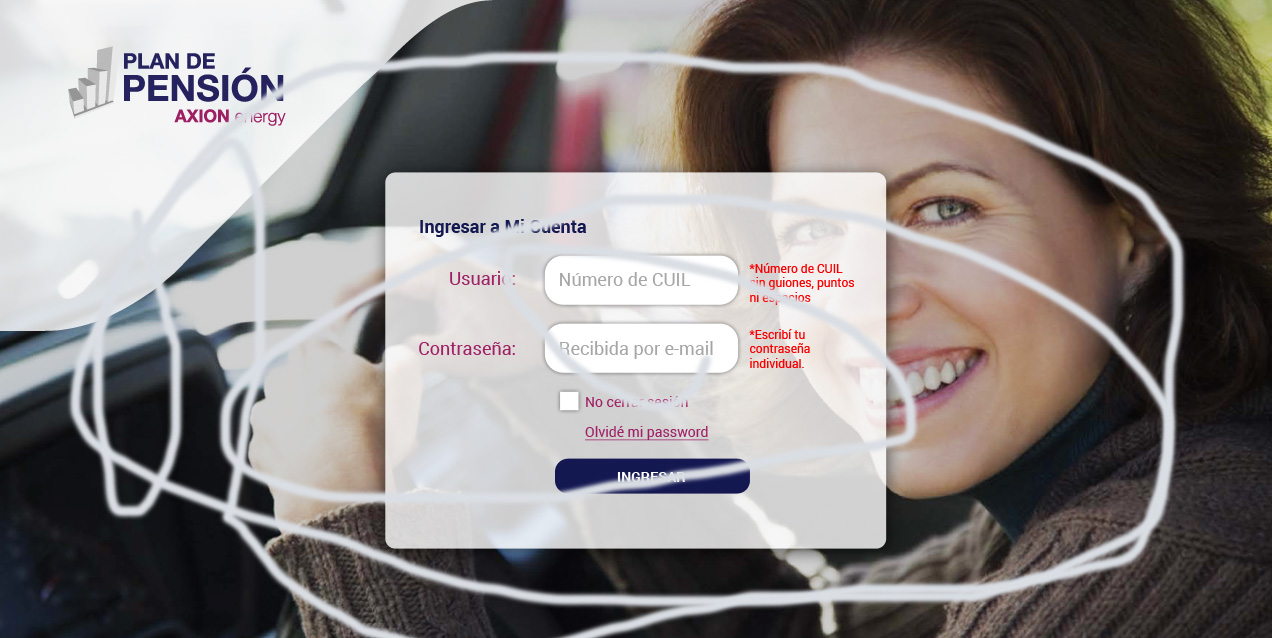 PLAN DE
PENSIÓN
AXION energy
Ingresar a Mi Cuenta
Usuario:
Número de CUIL
*Número de CUIL
sin guiones, puntos
ni espacios
Contraseña:
Recibida por e-mail
*Escribí tu
contraseña
individual.
No cerrar sesión
Olvidé mi password
INGRESAR